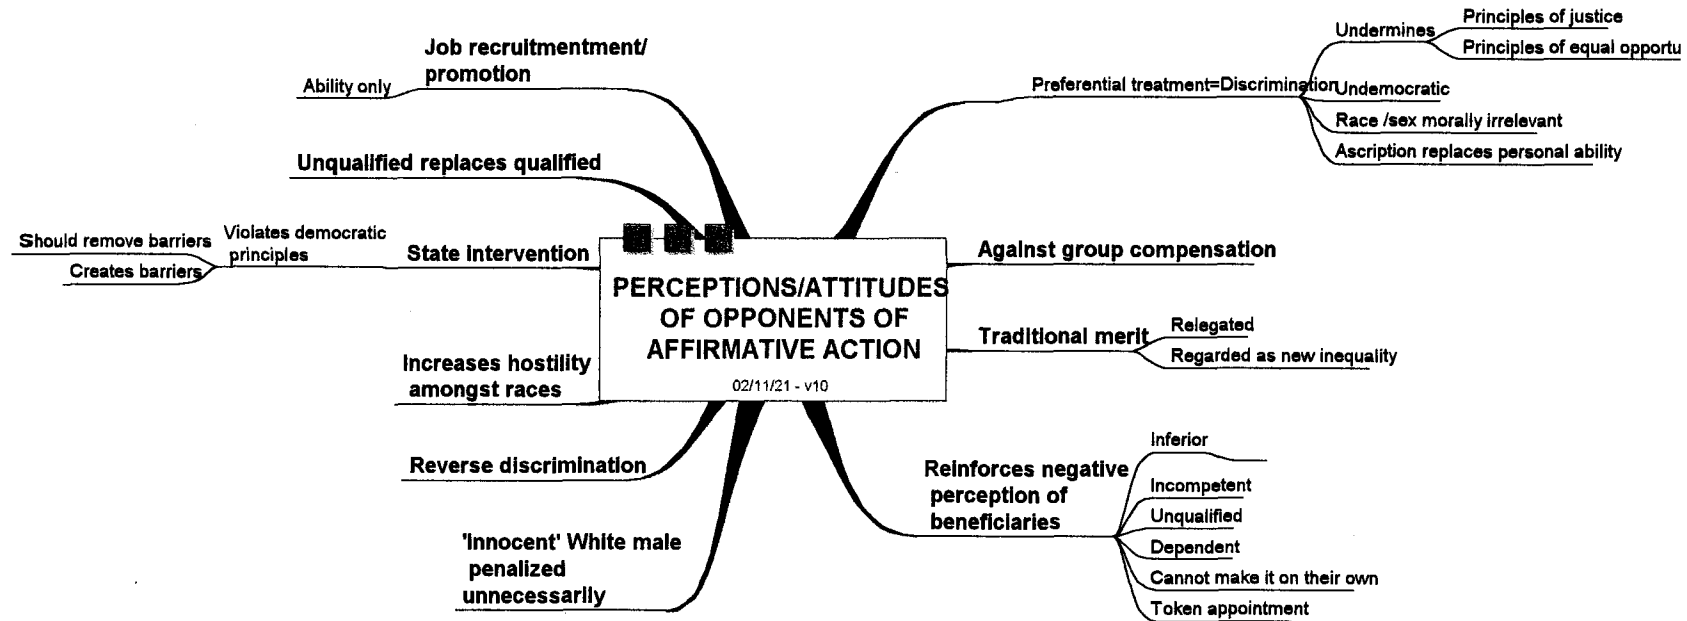 Job recruitmentment/
promotion
Ability only
Unqualified replaces qualified
Should remove barriers
Creates barriers
Violates democratic
principles
State intervention
Increases hostility
amongst races
Reverse discrimination
'Innocent' White male
penalized
unnecessarily
PERCEPTIONS/ATTITUDES
OF OPPONENTS OF
AFFIRMATIVE ACTION
02/11/21 - v10
Preferential treatment=Discrimination
Undermines
Principles of justice
Principles of equal opportu
Undemocratic
Race /sex morally irrelevant
Ascription replaces personal ability
Against group compensation
Traditional merit
Relegated
Regarded as new inequality
Reinforces negative
perception of
beneficiaries
Inferior
Incompetent
Unqualified
Dependent
Cannot make it on their own
Token appointment